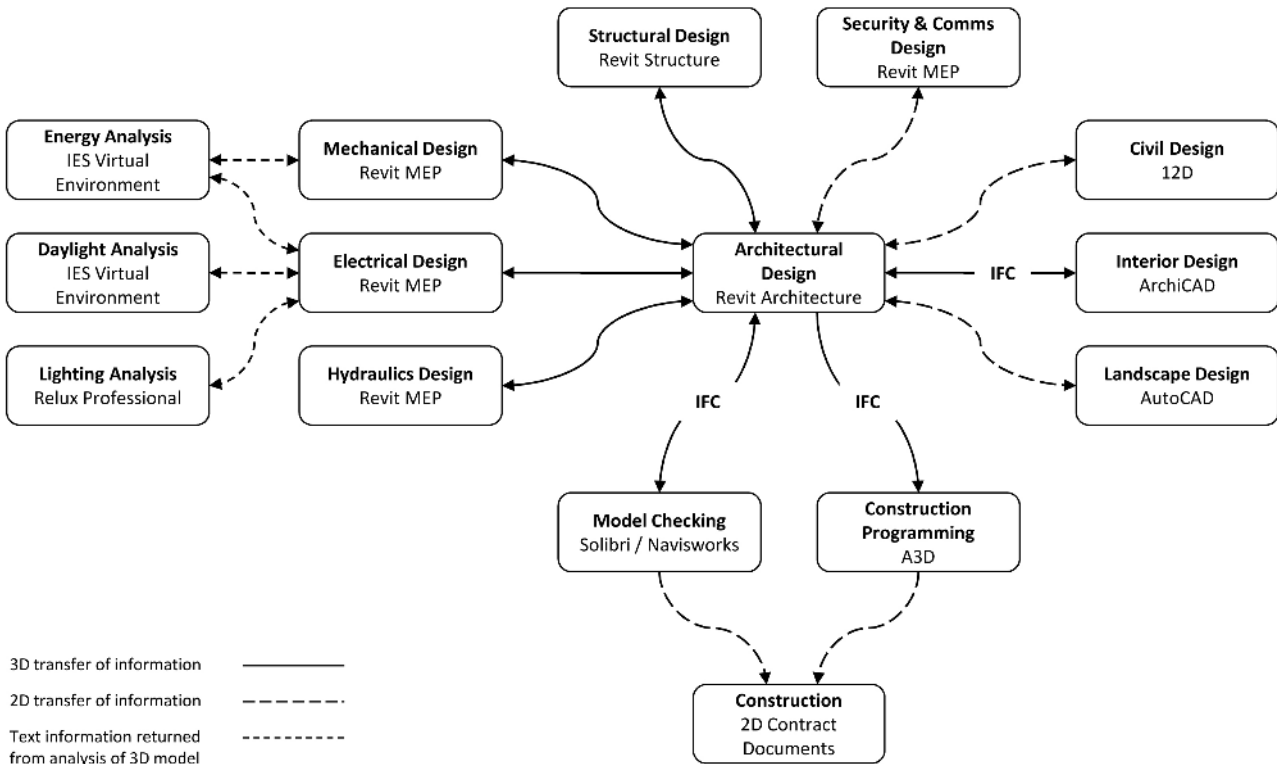 Structural Design
Revit Structure
Security & Comms
Design
Revit MEP
Energy Analysis
IES Virtual
Environment
Mechanical Design
Revit MEP
Civil Design
12D
Daylight Analysis
IES Virtual
Environment
Electrical Design
Revit MEP
Architectural
Design
Revit Architecture
IFC
Interior Design
ArchiCAD
Lighting Analysis
Relux Professional
Hydraulics Design
Revit MEP
IFC
IFC
Landscape Design
AutoCAD
Model Checking
Solibri / Navisworks
Construction
Programming
A3D
3D transfer of information
2D transfer of information
Text information returned
from analysis of 3D model
Construction
2D Contract
Documents